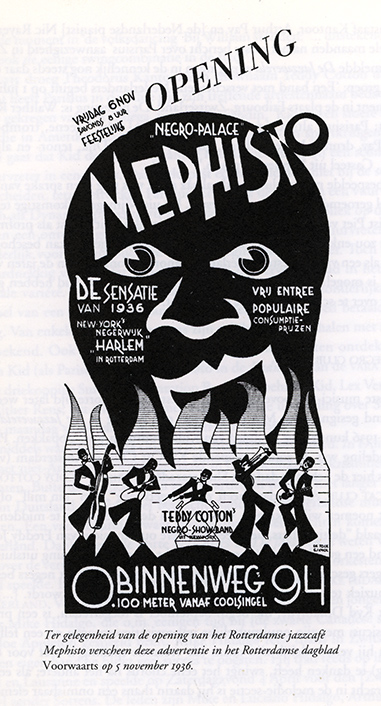 VRIJDAG 6 NOV
'S AVONDS 8 UUR
FEESTELIJKE
OPENING
"NEGRO-PALACE"
MEPHISTO
DE SENSATIE
VAN 1936
NEW-YORK'S
NEGERWIJK
"HARLEM"
IN ROTTERDAM
VRIJ ENTREE
POPULAIRE
CONSUMPTIE-
PRIJZEN
TEDDY COTTON'S
NEGRO-SHOW-BAND
O BINNENWEG 94
.100 METER VANAF COOLSINGEL
Ter gelegenheid van de opening van het Rotterdamse jazzcafé
Mephisto verscheen deze advertentie in het Rotterdamse dagblad
Voorwaarts op 5 november 1936.